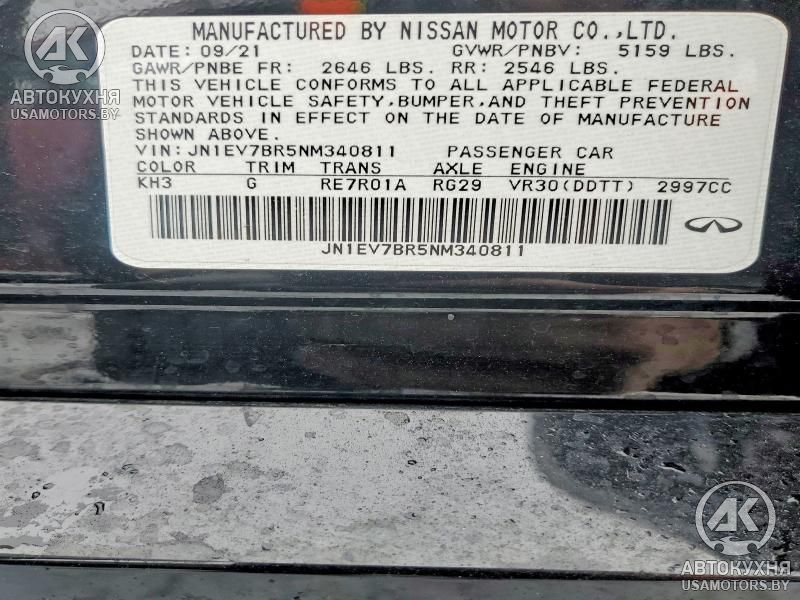 MANUFACTURED BY NISSAN MOTOR CO.,LTD.
DATE: 09/21 GVWR/PNBV: 5159 LBS.
GAWR/PNBE FR: 2646 LBS. RR: 2546 LBS.
THIS VEHICLE CONFORMS TO ALL APPLICABLE FEDERAL
MOTOR VEHICLE SAFETY, BUMPER, AND THEFT PREVENTION
STANDARDS IN EFFECT ON THE DATE OF MANUFACTURE
SHOWN ABOVE.
VIN: JN1EV7BR5NM340811 PASSENGER CAR
COLOR TRIM TRANS AXLE ENGINE
KH3 G RE7R01A RG29 VR30(DDTT) 2997CC
JN1EV7BR5NM340811
АК
АВТОКУХНЯ
USAMOTORS.BY
АК
АВТОКУХНЯ
USAMOTORS.BY